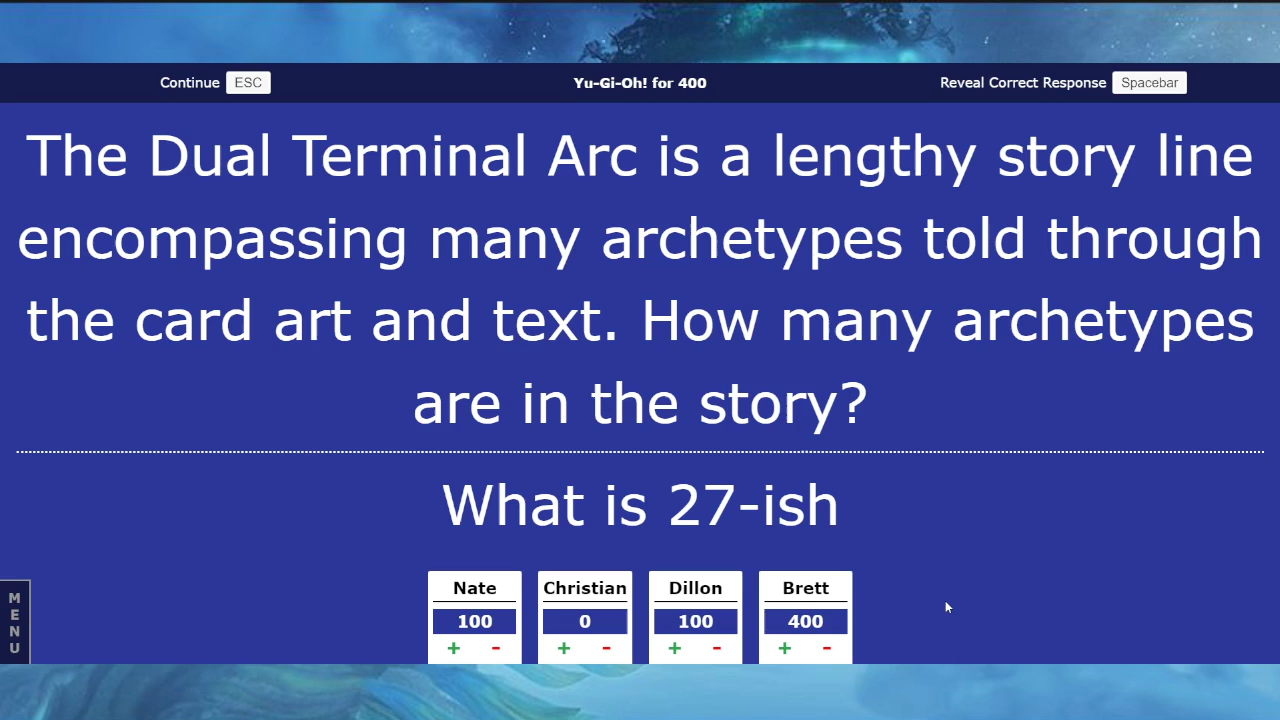 Continue ESC Yu-Gi-Oh! for 400 Reveal Correct Response Spacebar
The Dual Terminal Arc is a lengthy story line
encompassing many archetypes told through
the card art and text. How many archetypes
are in the story?
What is 27-ish
MENU
Nate Christian Dillon Brett
100 0 100 400
+ - + - + - + -